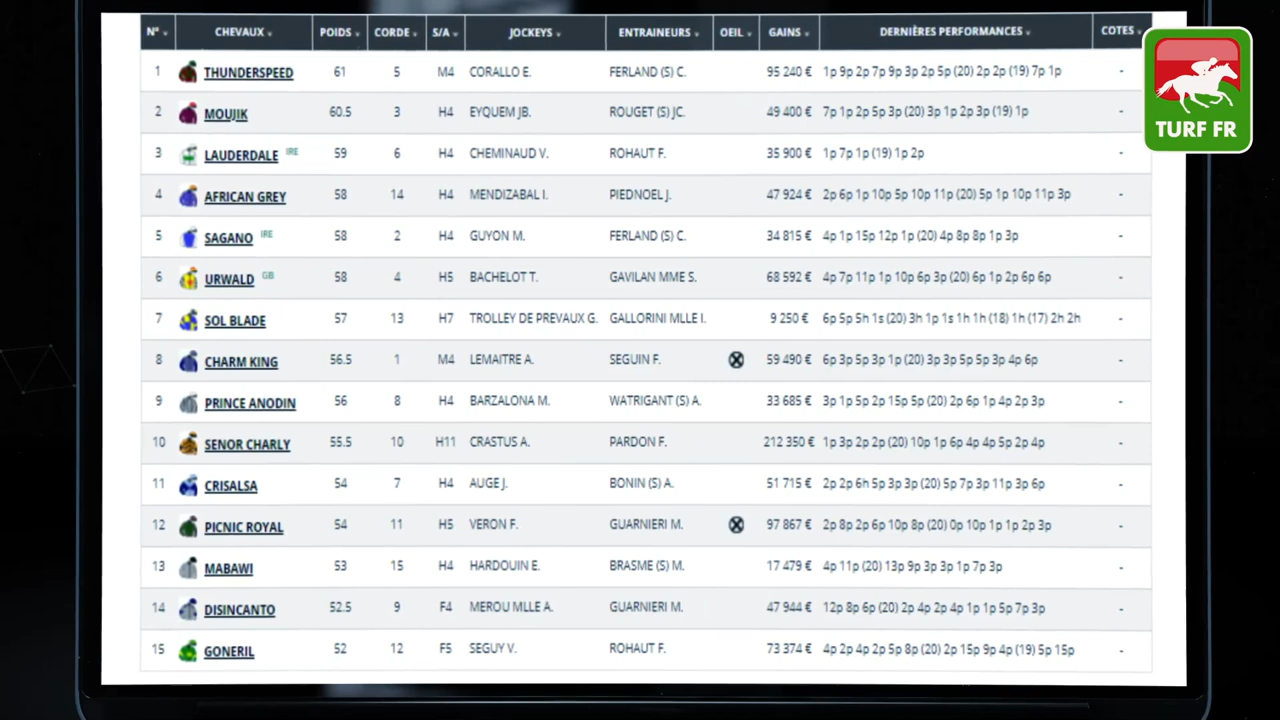 N° CHEVAUX POIDS CORDE S/A JOCKEYS ENTRAINEURS OEIL GAINS DERNIÈRES PERFORMANCES COTES
1 THUNDERSPEED 61 5 M4 CORALLO E. FERLAND (S) C. 95 240 € 1p 9p 2p 7p 9p 3p 2p 5p (20) 2p 2p (19) 7p 1p -
2 MOUJIK 60.5 3 H4 EYQUEM JB. ROUGET (S) JC. 49 400 € 7p 1p 2p 5p 3p (20) 3p 1p 2p 3p (19) 1p -
3 LAUDERDALE IRE 59 6 H4 CHEMINAUD V. ROHAUT F. 35 900 € 1p 7p 1p (19) 1p 2p -
4 AFRICAN GREY 58 14 H4 MENDIZABAL I. PIEDNOEL J. 47 924 € 2p 6p 1p 10p 5p 10p 11p (20) 5p 1p 10p 11p 3p -
5 SAGANO IRE 58 2 H4 GUYON M. FERLAND (S) C. 34 815 € 4p 1p 15p 12p 1p (20) 4p 8p 8p 1p 3p -
6 URWALD GB 58 4 H5 BACHELOT T. GAVILAN MME S. 68 592 € 4p 7p 11p 1p 10p 6p 3p (20) 6p 1p 2p 6p 6p -
7 SOL BLADE 57 13 H7 TROLLEY DE PREVAUX G. GALLORINI MLLE I. 9 250 € 6p 5p 5h 1s (20) 3h 1p 1s 1h 1h (18) 1h (17) 2h 2h -
8 CHARM KING 56.5 1 M4 LEMAITRE A. SEGUIN F. 59 490 € 6p 3p 5p 3p 1p (20) 3p 3p 5p 5p 3p 4p 6p -
9 PRINCE ANODIN 56 8 H4 BARZALONA M. WATRIGANT (S) A. 33 685 € 3p 1p 5p 2p 15p 5p (20) 2p 6p 1p 4p 2p 3p -
10 SENOR CHARLY 55.5 10 H11 CRASTUS A. PARDON F. 212 350 € 1p 3p 2p 2p (20) 10p 1p 6p 4p 4p 5p 2p 4p -
11 CRISALSA 54 7 H4 AUGE J. BONIN (S) A. 51 715 € 2p 2p 6h 5p 3p 3p (20) 5p 7p 3p 11p 3p 6p -
12 PICNIC ROYAL 54 11 H5 VERON F. GUARNIERI M. 97 867 € 2p 8p 2p 6p 10p 8p (20) 0p 10p 1p 1p 2p 3p -
13 MABAWI 53 15 H4 HARDOUIN E. BRASME (S) M. 17 479 € 4p 11p (20) 13p 9p 3p 3p 1p 7p 3p -
14 DISINCANTO 52.5 9 F4 MEROU MLLE A. GUARNIERI M. 47 944 € 12p 8p 6p (20) 2p 4p 2p 4p 1p 1p 5p 7p 3p -
15 GONERIL 52 12 F5 SEGUY V. ROHAUT F. 73 374 € 4p 2p 4p 2p 5p 8p (20) 2p 15p 9p 4p (19) 5p 15p -
TURF FR